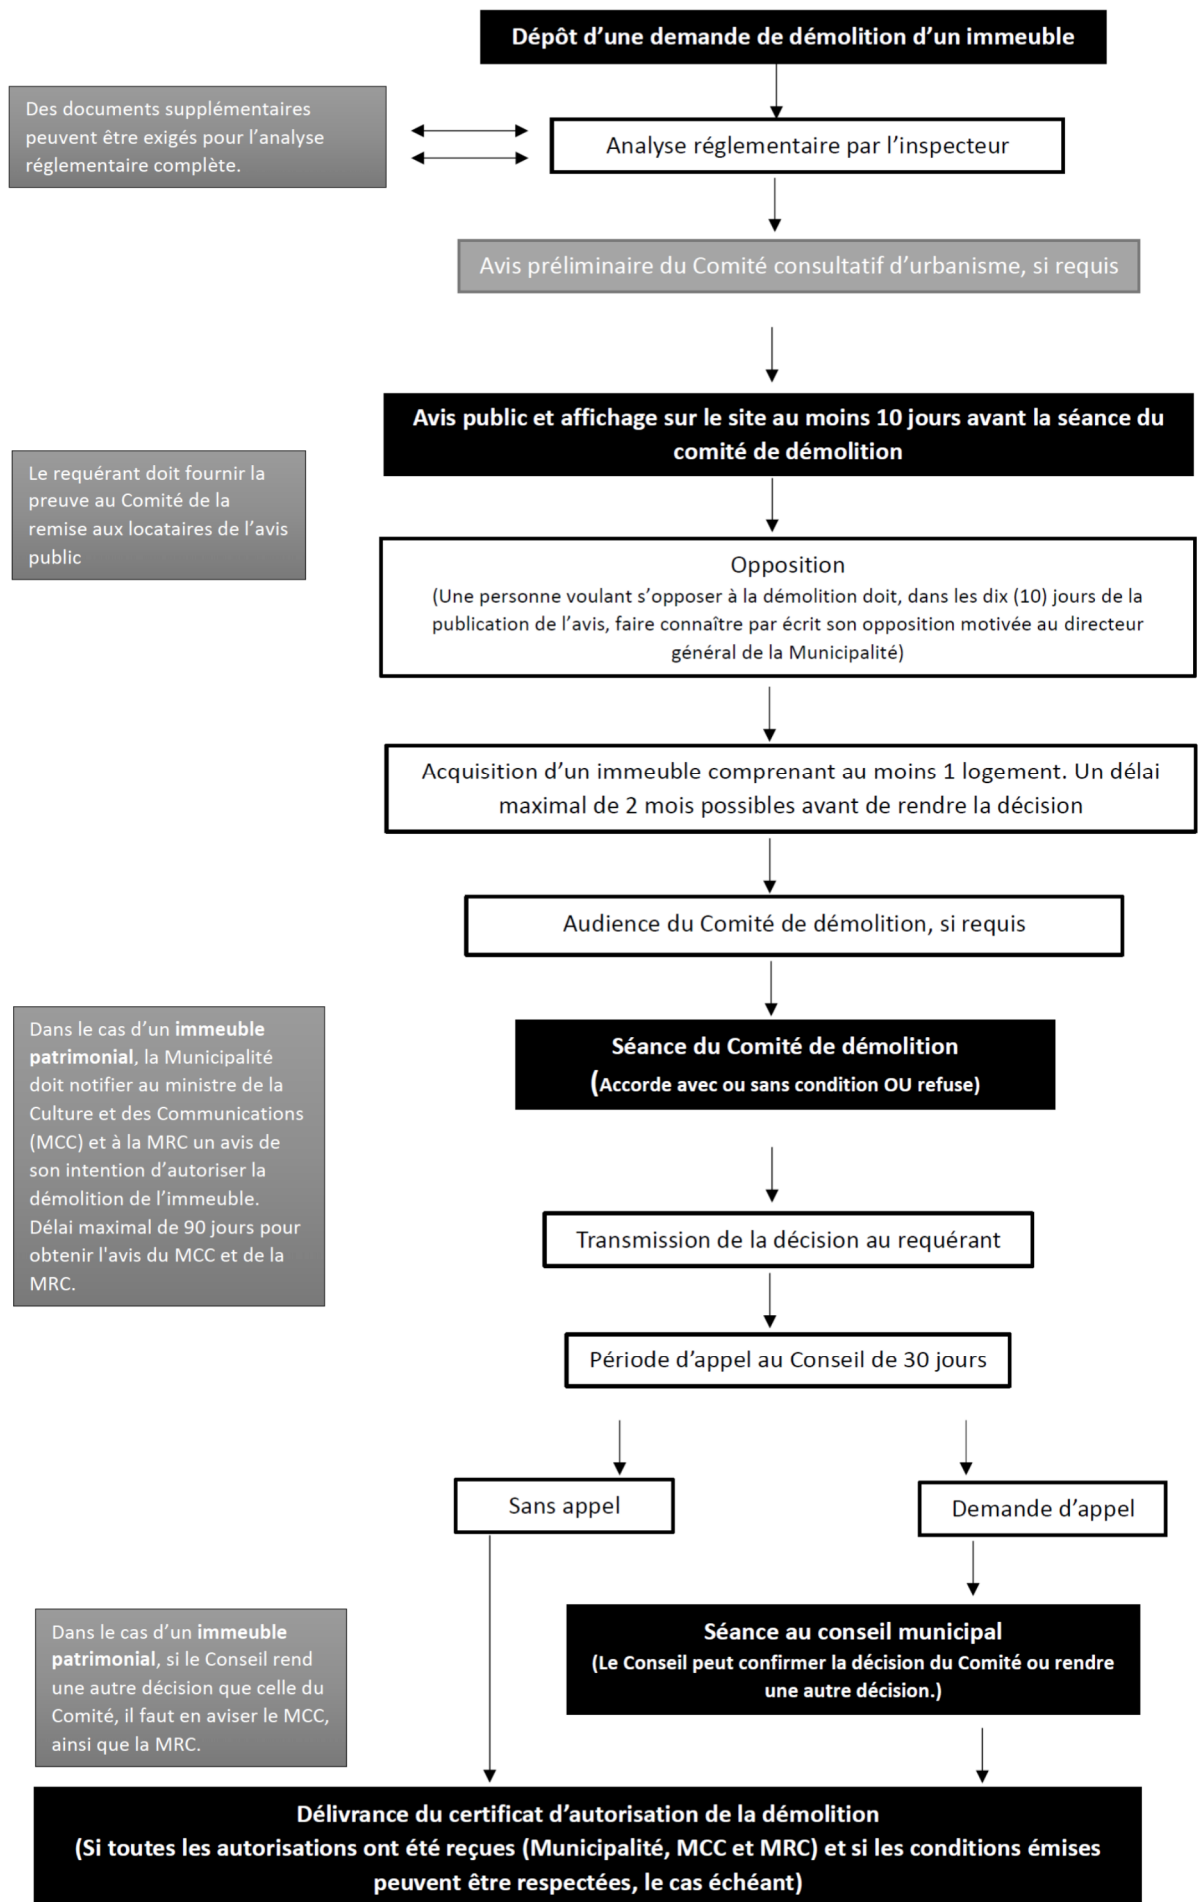 Dépôt d’une demande de démolition d’un immeuble
Des documents supplémentaires
peuvent être exigés pour l’analyse
réglementaire complète.
Analyse réglementaire par l’inspecteur
Avis préliminaire du Comité consultatif d’urbanisme, si requis
Avis public et affichage sur le site au moins 10 jours avant la séance du
comité de démolition
Le requérant doit fournir la
preuve au Comité de la
remise aux locataires de l’avis
public
Opposition
(Une personne voulant s’opposer à la démolition doit, dans les dix (10) jours de la
publication de l’avis, faire connaître par écrit son opposition motivée au directeur
général de la Municipalité)
Acquisition d’un immeuble comprenant au moins 1 logement. Un délai
maximal de 2 mois possibles avant de rendre la décision
Audience du Comité de démolition, si requis
Dans le cas d’un immeuble
patrimonial, la Municipalité
doit notifier au ministre de la
Culture et des Communications
(MCC) et à la MRC un avis de
son intention d’autoriser la
démolition de l’immeuble.
Délai maximal de 90 jours pour
obtenir l'avis du MCC et de la
MRC.
Séance du Comité de démolition
(Accorde avec ou sans condition OU refuse)
Transmission de la décision au requérant
Période d’appel au Conseil de 30 jours
Sans appel
Demande d’appel
Dans le cas d’un immeuble
patrimonial, si le Conseil rend
une autre décision que celle du
Comité, il faut en aviser le MCC,
ainsi que la MRC.
Séance au conseil municipal
(Le Conseil peut confirmer la décision du Comité ou rendre
une autre décision.)
Délivrance du certificat d’autorisation de la démolition
(Si toutes les autorisations ont été reçues (Municipalité, MCC et MRC) et si les conditions émises
peuvent être respectées, le cas échéant)